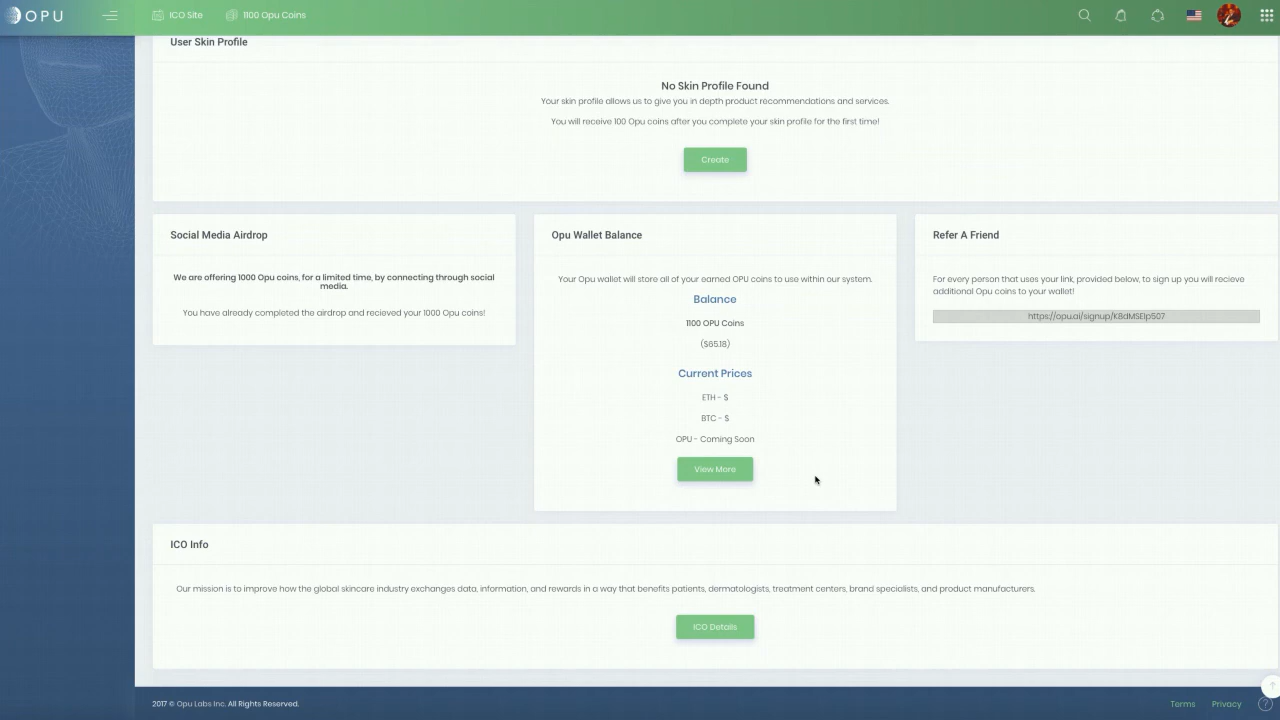 OPU
ICO Site
1100 Opu Coins
User Skin Profile
No Skin Profile Found
Your skin profile allows us to give you in depth product recommendations and services.
You will receive 100 Opu coins after you complete your skin profile for the first time!
Create
Social Media Airdrop
We are offering 1000 Opu coins, for a limited time, by connecting through social
media.
You have already completed the airdrop and recieved your 1000 Opu coins!
Opu Wallet Balance
Your Opu wallet will store all of your earned OPU coins to use within our system.
Balance
1100 OPU Coins
($65.18)
Current Prices
ETH - $
BTC - $
OPU - Coming Soon
View More
Refer A Friend
For every person that uses your link, provided below, to sign up you will recieve
additional Opu coins to your wallet!
https://opu.ai/signup/K8dMSEIp507
ICO Info
Our mission is to improve how the global skincare industry exchanges data, information, and rewards in a way that benefits patients, dermatologists, treatment centers, brand specialists, and product manufacturers.
ICO Details
2017 © Opu Labs Inc. All Rights Reserved.
Terms
Privacy